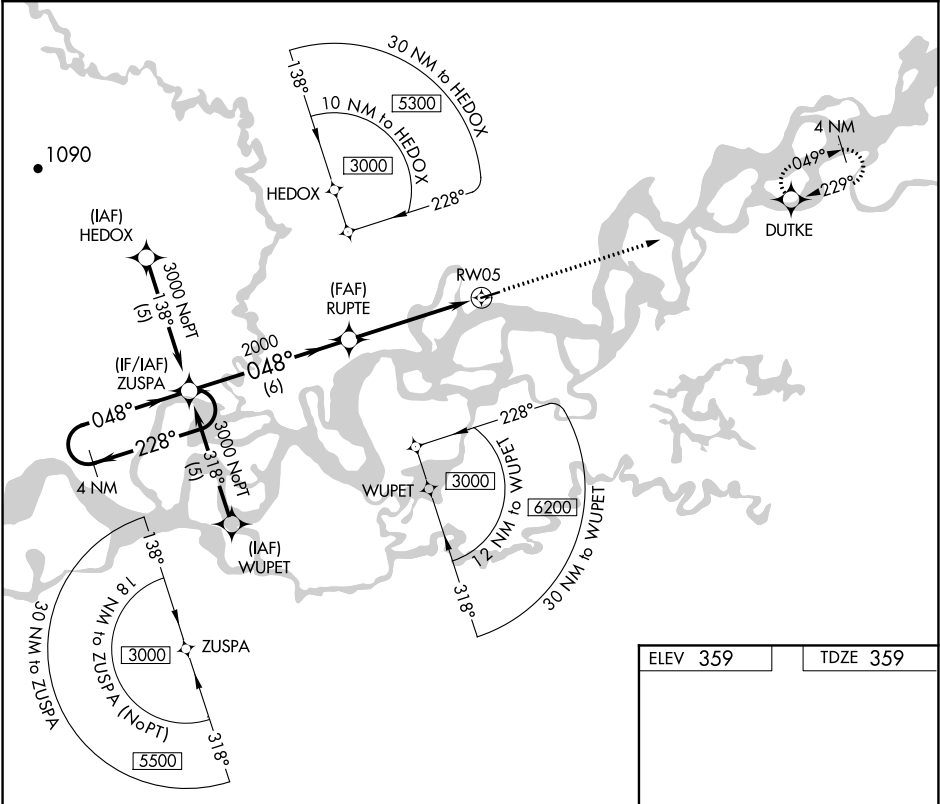 30 NM to HEDOX
138°
5300
10 NM to HEDOX
3000
HEDOX
228°
1090
(IAF)
HEDOX
3000 NoPT
138°
(5)
4 NM
049°
229°
DUTKE
RW05
(FAF)
RUPTE
2000
048°
(6)
(IF/IAF)
ZUSPA
048°
228°
4 NM
3000 NoPT
318°
(5)
(IAF)
WUPET
228°
WUPET
3000
12 NM to WUPET
6200
30 NM to WUPET
318°
138°
18 NM to ZUSPA (NoPT)
30 NM to ZUSPA
3000
ZUSPA
5500
318°
ELEV 359
TDZE 359